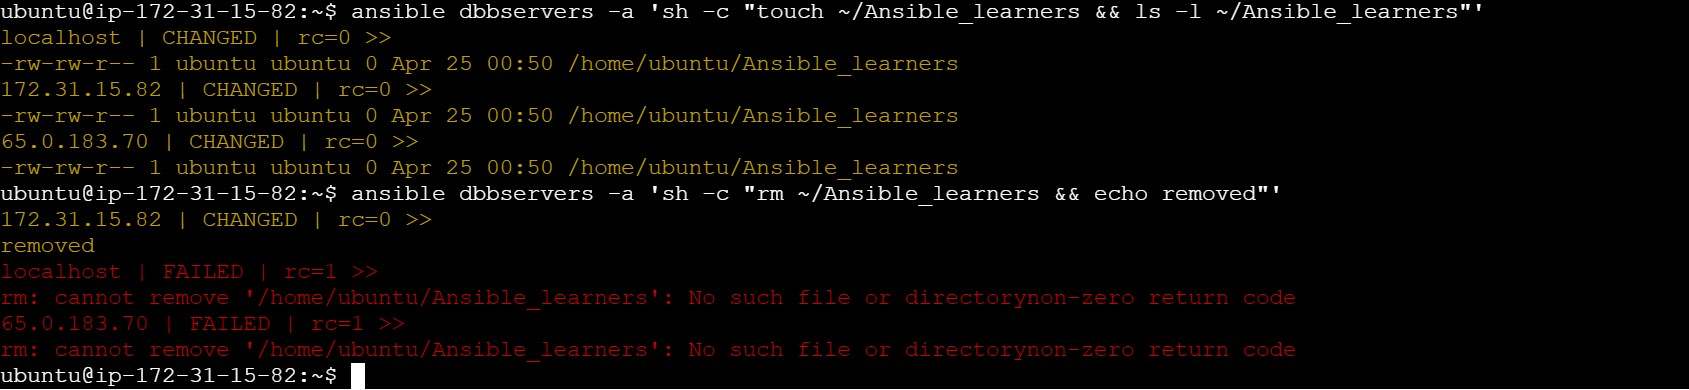 ubuntu@ip-172-31-15-82:~$ ansible dbbservers -a 'sh -c "touch ~/Ansible_learners && ls -l ~/Ansible_learners"'
localhost | CHANGED | rc=0 >>
-rw-rw-r-- 1 ubuntu ubuntu 0 Apr 25 00:50 /home/ubuntu/Ansible_learners
172.31.15.82 | CHANGED | rc=0 >>
-rw-rw-r-- 1 ubuntu ubuntu 0 Apr 25 00:50 /home/ubuntu/Ansible_learners
65.0.183.70 | CHANGED | rc=0 >>
-rw-rw-r-- 1 ubuntu ubuntu 0 Apr 25 00:50 /home/ubuntu/Ansible_learners
ubuntu@ip-172-31-15-82:~$ ansible dbbservers -a 'sh -c "rm ~/Ansible_learners && echo removed"'
172.31.15.82 | CHANGED | rc=0 >>
removed
localhost | FAILED | rc=1 >>
rm: cannot remove '/home/ubuntu/Ansible_learners': No such file or directorynon-zero return code
65.0.183.70 | FAILED | rc=1 >>
rm: cannot remove '/home/ubuntu/Ansible_learners': No such file or directorynon-zero return code
ubuntu@ip-172-31-15-82:~$